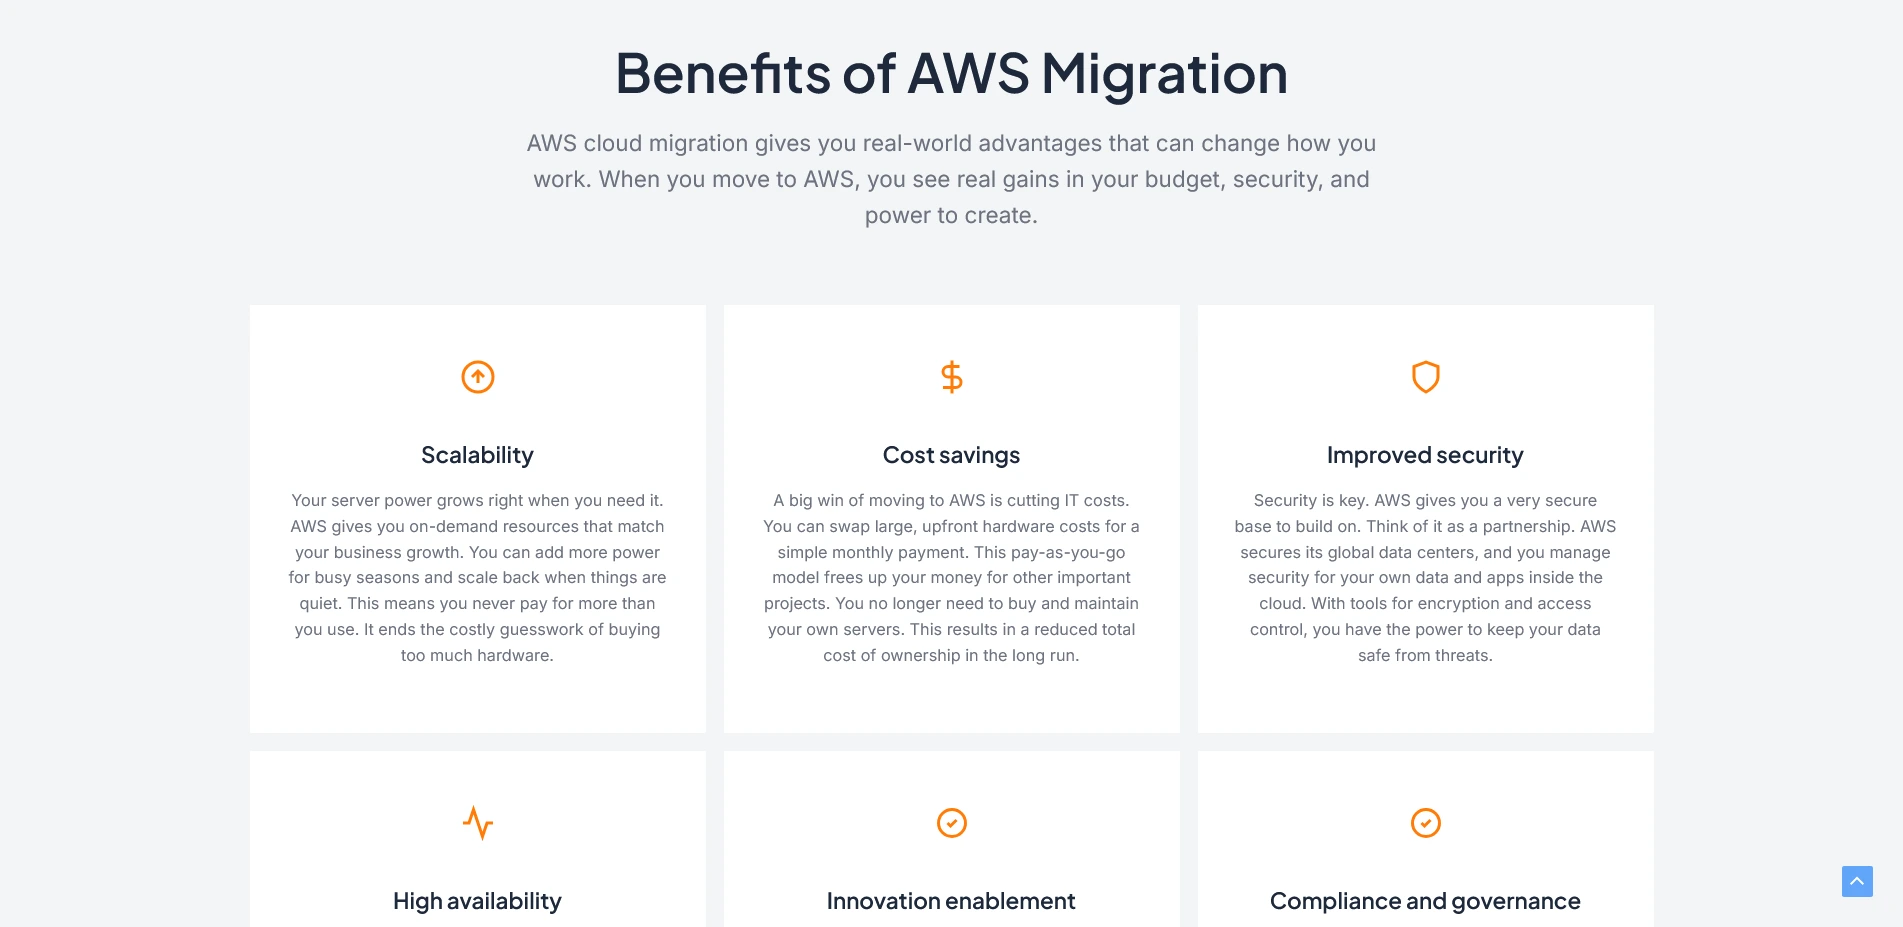 Benefits of AWS Migration
AWS cloud migration gives you real-world advantages that can change how you
work. When you move to AWS, you see real gains in your budget, security, and
power to create.
Scalability
Your server power grows right when you need it.
AWS gives you on-demand resources that match
your business growth. You can add more power
for busy seasons and scale back when things are
quiet. This means you never pay for more than
you use. It ends the costly guesswork of buying
too much hardware.
Cost savings
A big win of moving to AWS is cutting IT costs.
You can swap large, upfront hardware costs for a
simple monthly payment. This pay-as-you-go
model frees up your money for other important
projects. You no longer need to buy and maintain
your own servers. This results in a reduced total
cost of ownership in the long run.
Improved security
Security is key. AWS gives you a very secure
base to build on. Think of it as a partnership. AWS
secures its global data centers, and you manage
security for your own data and apps inside the
cloud. With tools for encryption and access
control, you have the power to keep your data
safe from threats.
High availability
Innovation enablement
Compliance and governance